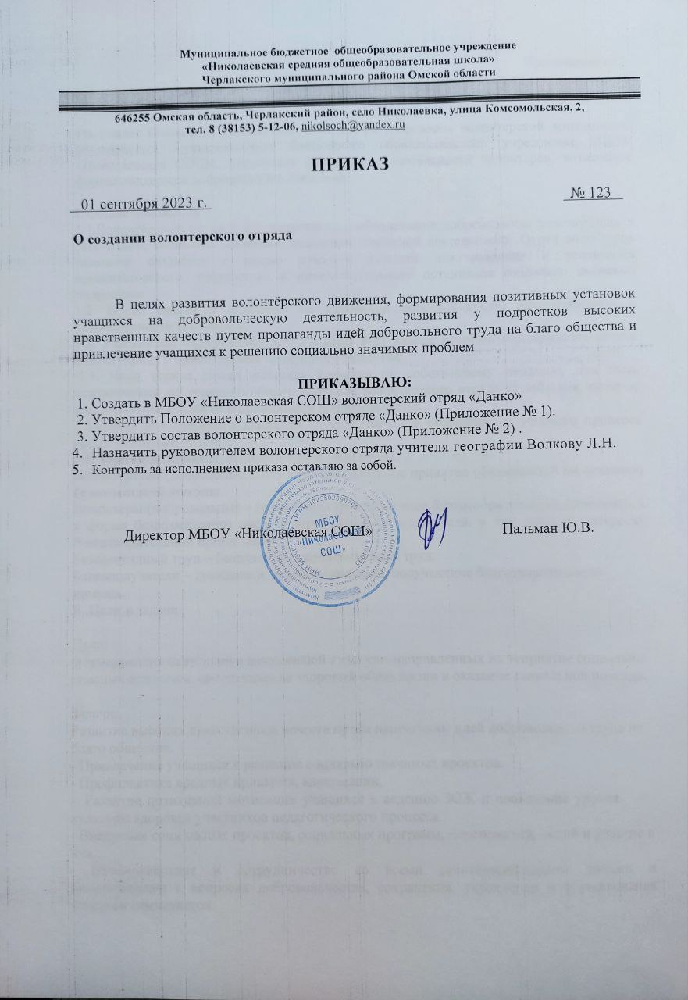 Муниципальное бюджетное общеобразовательное учреждение
«Николаевская средняя общеобразовательная школа»
Черлакского муниципального района Омской области
646255 Омская область, Черлакский район, село Николаевка, улица Комсомольская, 2,
тел. 8 (38153) 5-12-06, nikolsoch@yandex.ru
ПРИКАЗ
01 сентября 2023 г.
№ 123
О создании волонтерского отряда
В целях развития волонтёрского движения, формирования позитивных установок
учащихся на добровольческую деятельность, развития у подростков высоких
нравственных качеств путем пропаганды идей добровольного труда на благо общества и
привлечение учащихся к решению социально значимых проблем
ПРИКАЗЫВАЮ:
1. Создать в МБОУ «Николаевская СОШ» волонтерский отряд «Данко»
2. Утвердить Положение о волонтерском отряде «Данко» (Приложение № 1).
3. Утвердить состав волонтерского отряда «Данко» (Приложение № 2) .
4. Назначить руководителем волонтерского отряда учителя географии Волкову Л.Н.
5. Контроль за исполнением приказа оставляю за собой.
Директор МБОУ «Николаевская СОШ»
Пальман Ю.В.
МБОУ
«Николаевская
СОШ»